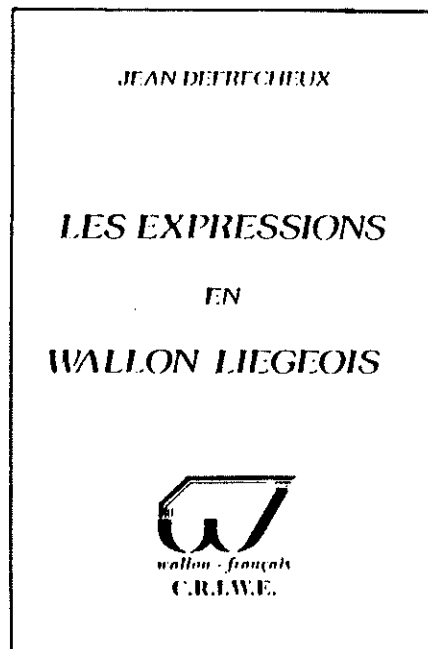 JEAN DEFRECHEUX
LES EXPRESSIONS
EN
WALLON LIEGEOIS
wallon - français
C.R.I.W.E.